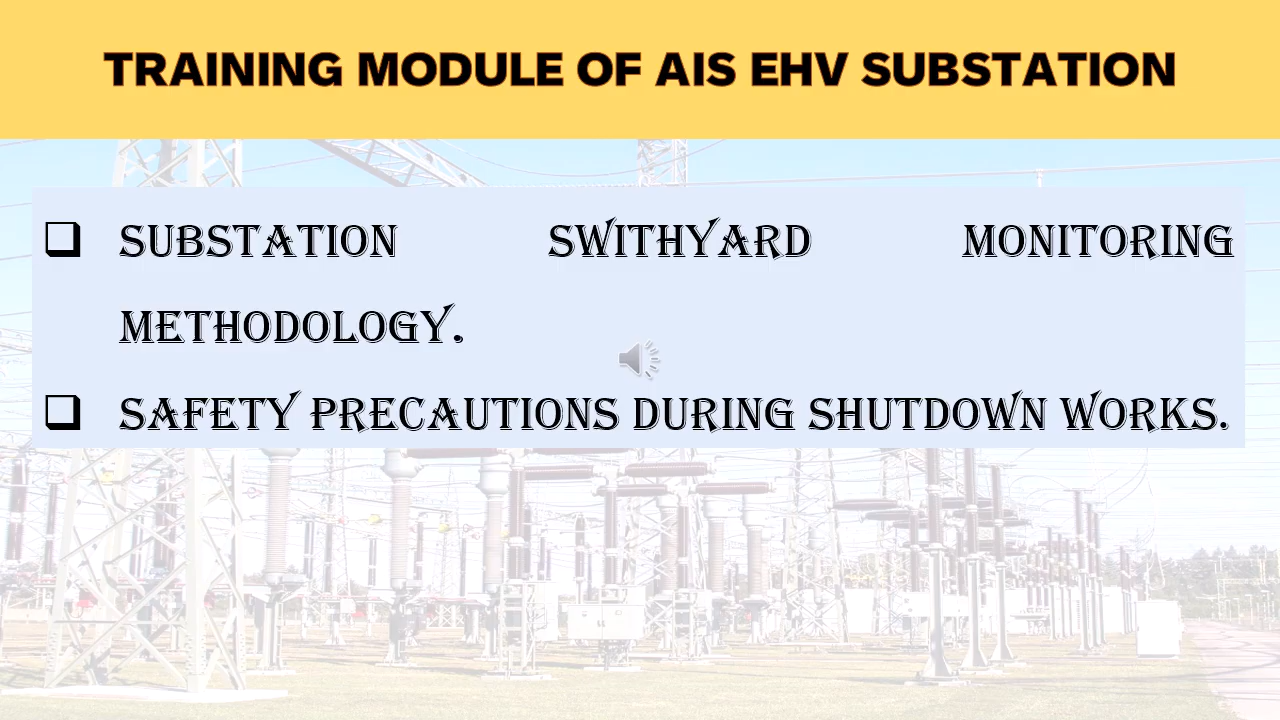 TRAINING MODULE OF AIS EHV SUBSTATION
❑ SUBSTATION SWITHYARD MONITORING
METHODOLOGY.
❑ SAFETY PRECAUTIONS DURING SHUTDOWN WORKS.